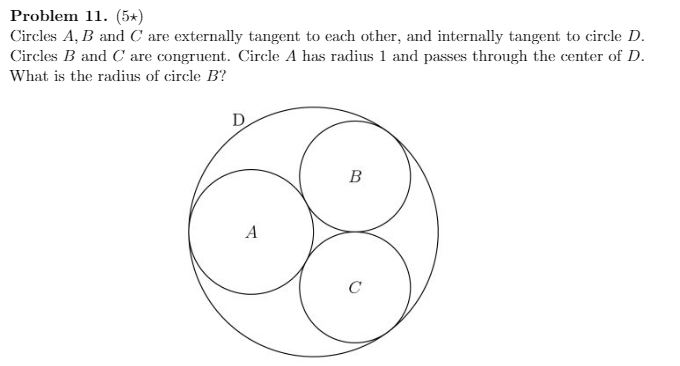 Problem 11. (5⋆)
Circles A, B and C are externally tangent to each other, and internally tangent to circle D.
Circles B and C are congruent. Circle A has radius 1 and passes through the center of D.
What is the radius of circle B?
D
B
A
C